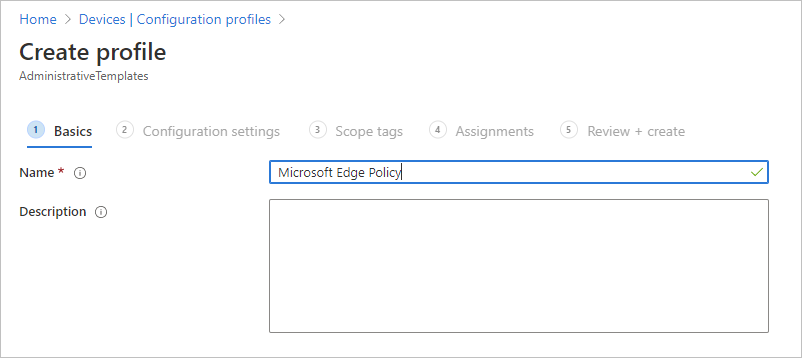 Home > Devices | Configuration profiles >
Create profile
AdministrativeTemplates
1 Basics 2 Configuration settings 3 Scope tags 4 Assignments 5 Review + create
Name * Microsoft Edge Policy
Description